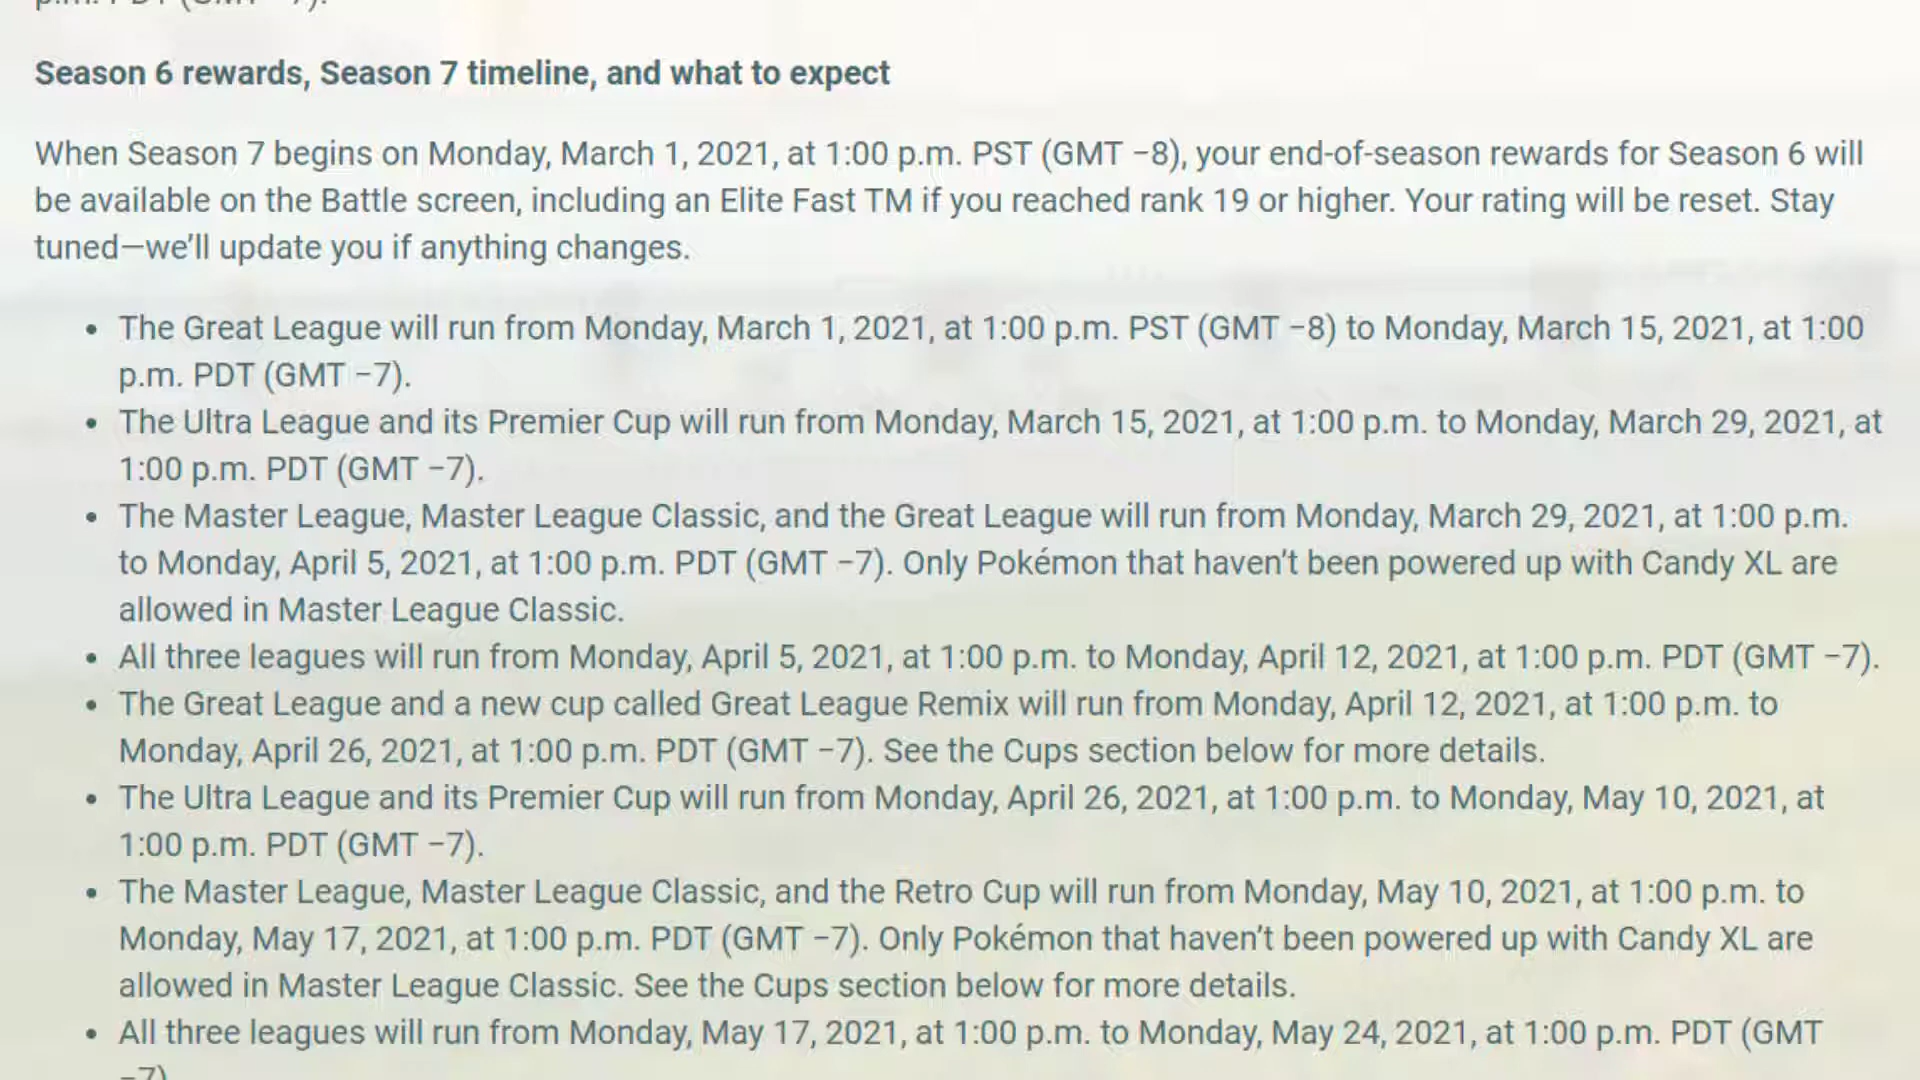 p.m. PDT (GMT −7).
Season 6 rewards, Season 7 timeline, and what to expect
When Season 7 begins on Monday, March 1, 2021, at 1:00 p.m. PST (GMT −8), your end-of-season rewards for Season 6 will
be available on the Battle screen, including an Elite Fast TM if you reached rank 19 or higher. Your rating will be reset. Stay
tuned—we’ll update you if anything changes.
• The Great League will run from Monday, March 1, 2021, at 1:00 p.m. PST (GMT −8) to Monday, March 15, 2021, at 1:00
p.m. PDT (GMT −7).
• The Ultra League and its Premier Cup will run from Monday, March 15, 2021, at 1:00 p.m. to Monday, March 29, 2021, at
1:00 p.m. PDT (GMT −7).
• The Master League, Master League Classic, and the Great League will run from Monday, March 29, 2021, at 1:00 p.m.
to Monday, April 5, 2021, at 1:00 p.m. PDT (GMT −7). Only Pokémon that haven’t been powered up with Candy XL are
allowed in Master League Classic.
• All three leagues will run from Monday, April 5, 2021, at 1:00 p.m. to Monday, April 12, 2021, at 1:00 p.m. PDT (GMT −7).
• The Great League and a new cup called Great League Remix will run from Monday, April 12, 2021, at 1:00 p.m. to
Monday, April 26, 2021, at 1:00 p.m. PDT (GMT −7). See the Cups section below for more details.
• The Ultra League and its Premier Cup will run from Monday, April 26, 2021, at 1:00 p.m. to Monday, May 10, 2021, at
1:00 p.m. PDT (GMT −7).
• The Master League, Master League Classic, and the Retro Cup will run from Monday, May 10, 2021, at 1:00 p.m. to
Monday, May 17, 2021, at 1:00 p.m. PDT (GMT −7). Only Pokémon that haven’t been powered up with Candy XL are
allowed in Master League Classic. See the Cups section below for more details.
• All three leagues will run from Monday, May 17, 2021, at 1:00 p.m. to Monday, May 24, 2021, at 1:00 p.m. PDT (GMT
−7)